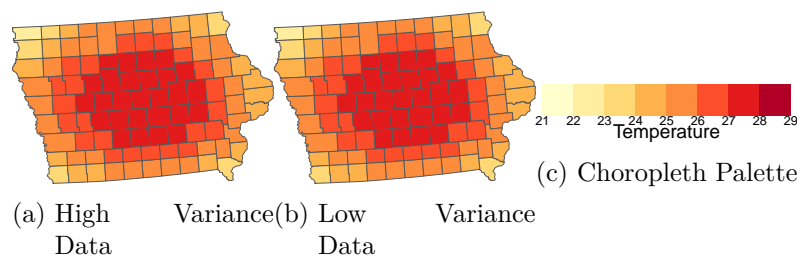 21 22 23 24 25 26 27 28 29
Temperature
(c) Choropleth Palette
(a) High Variance
Data
(b) Low Variance
Data